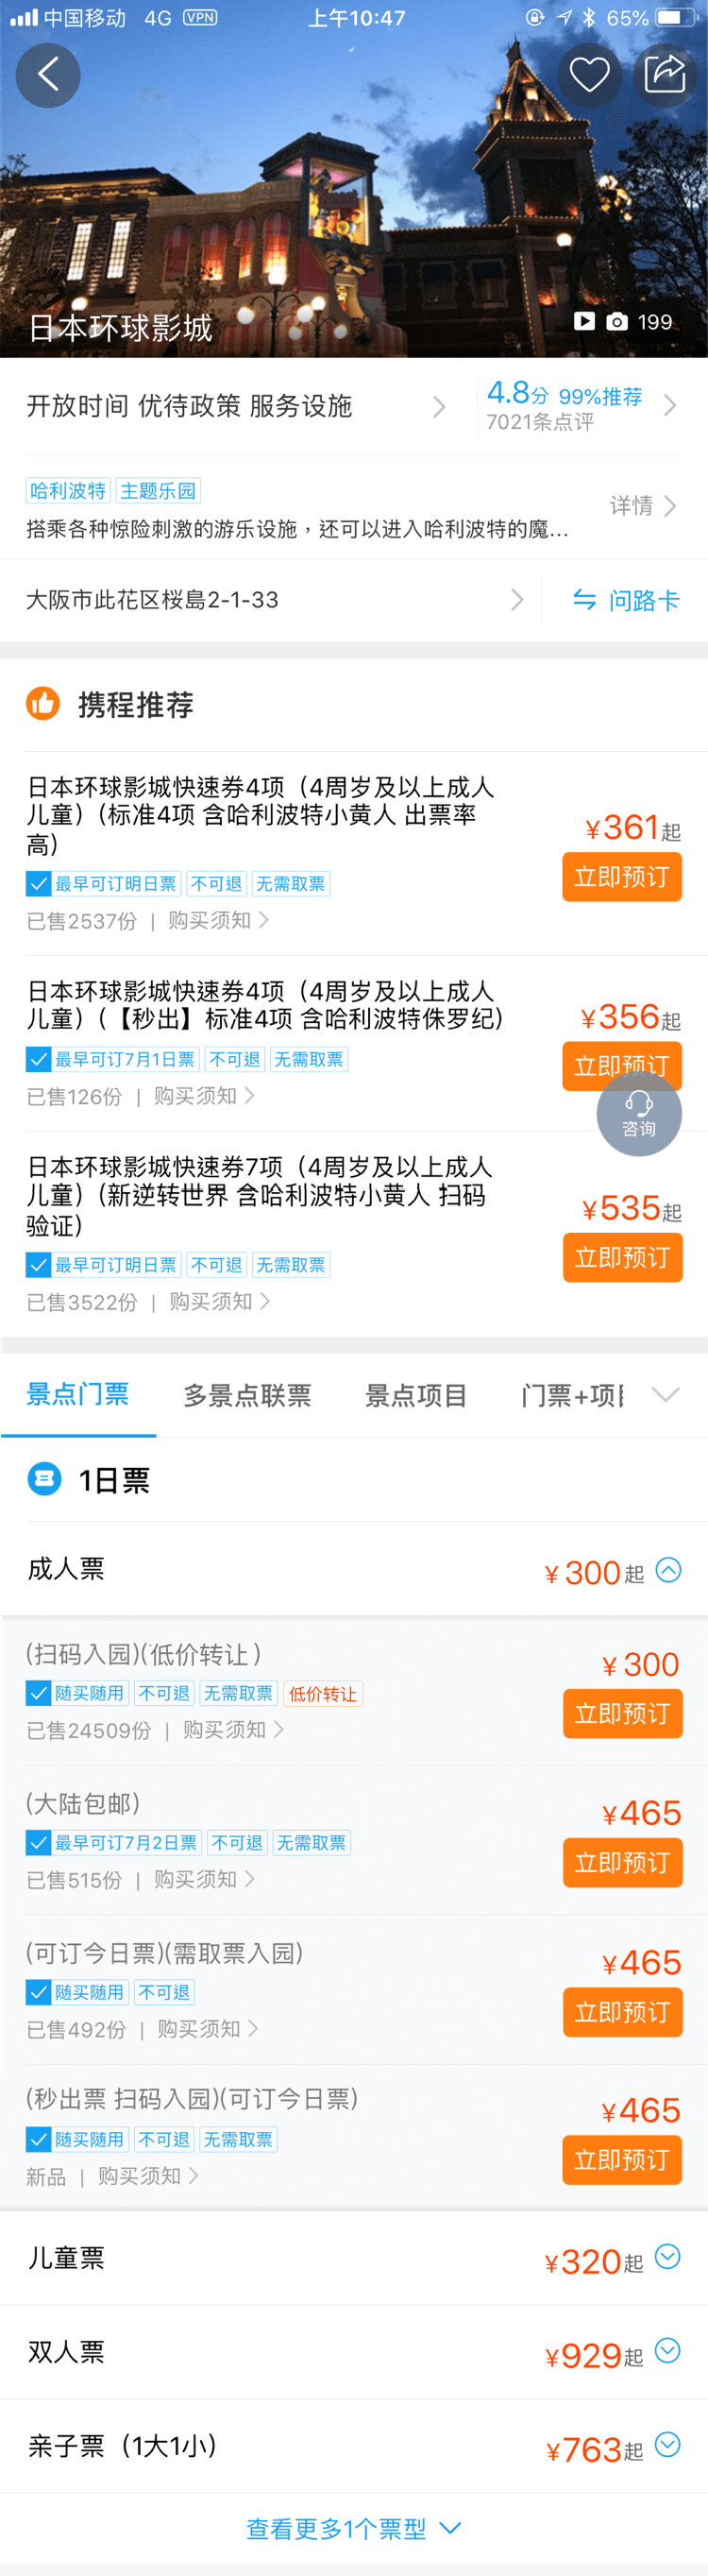 中国移动 4G VPN 上午10:47 65%
日本环球影城
199
开放时间 优待政策 服务设施
4.8分 99%推荐
7021条点评
哈利波特 主题乐园
搭乘各种惊险刺激的游乐设施，还可以进入哈利波特的魔...
详情
大阪市此花区桜島2-1-33
问路卡
携程推荐
日本环球影城快速券4项（4周岁及以上成人
儿童）(标准4项 含哈利波特小黄人 出票率
高)
¥361起
立即预订
最早可订明日票 不可退 无需取票
已售2537份 | 购买须知
日本环球影城快速券4项（4周岁及以上成人
儿童）(【秒出】标准4项 含哈利波特侏罗纪)
¥356起
立即预订
最早可订7月1日票 不可退 无需取票
已售126份 | 购买须知
咨询
日本环球影城快速券7项（4周岁及以上成人
儿童）(新逆转世界 含哈利波特小黄人 扫码
验证)
¥535起
立即预订
最早可订明日票 不可退 无需取票
已售3522份 | 购买须知
景点门票 多景点联票 景点项目 门票+项
1日票
成人票
¥300起
(扫码入园)(低价转让)
¥300
随买随用 不可退 无需取票 低价转让
立即预订
已售24509份 | 购买须知
(大陆包邮)
¥465
最早可订7月2日票 不可退 无需取票
立即预订
已售515份 | 购买须知
(可订今日票)(需取票入园)
¥465
随买随用 不可退
立即预订
已售492份 | 购买须知
(秒出票 扫码入园)(可订今日票)
¥465
随买随用 不可退 无需取票
立即预订
新品 | 购买须知
儿童票
¥320起
双人票
¥929起
亲子票（1大1小）
¥763起
查看更多1个票型